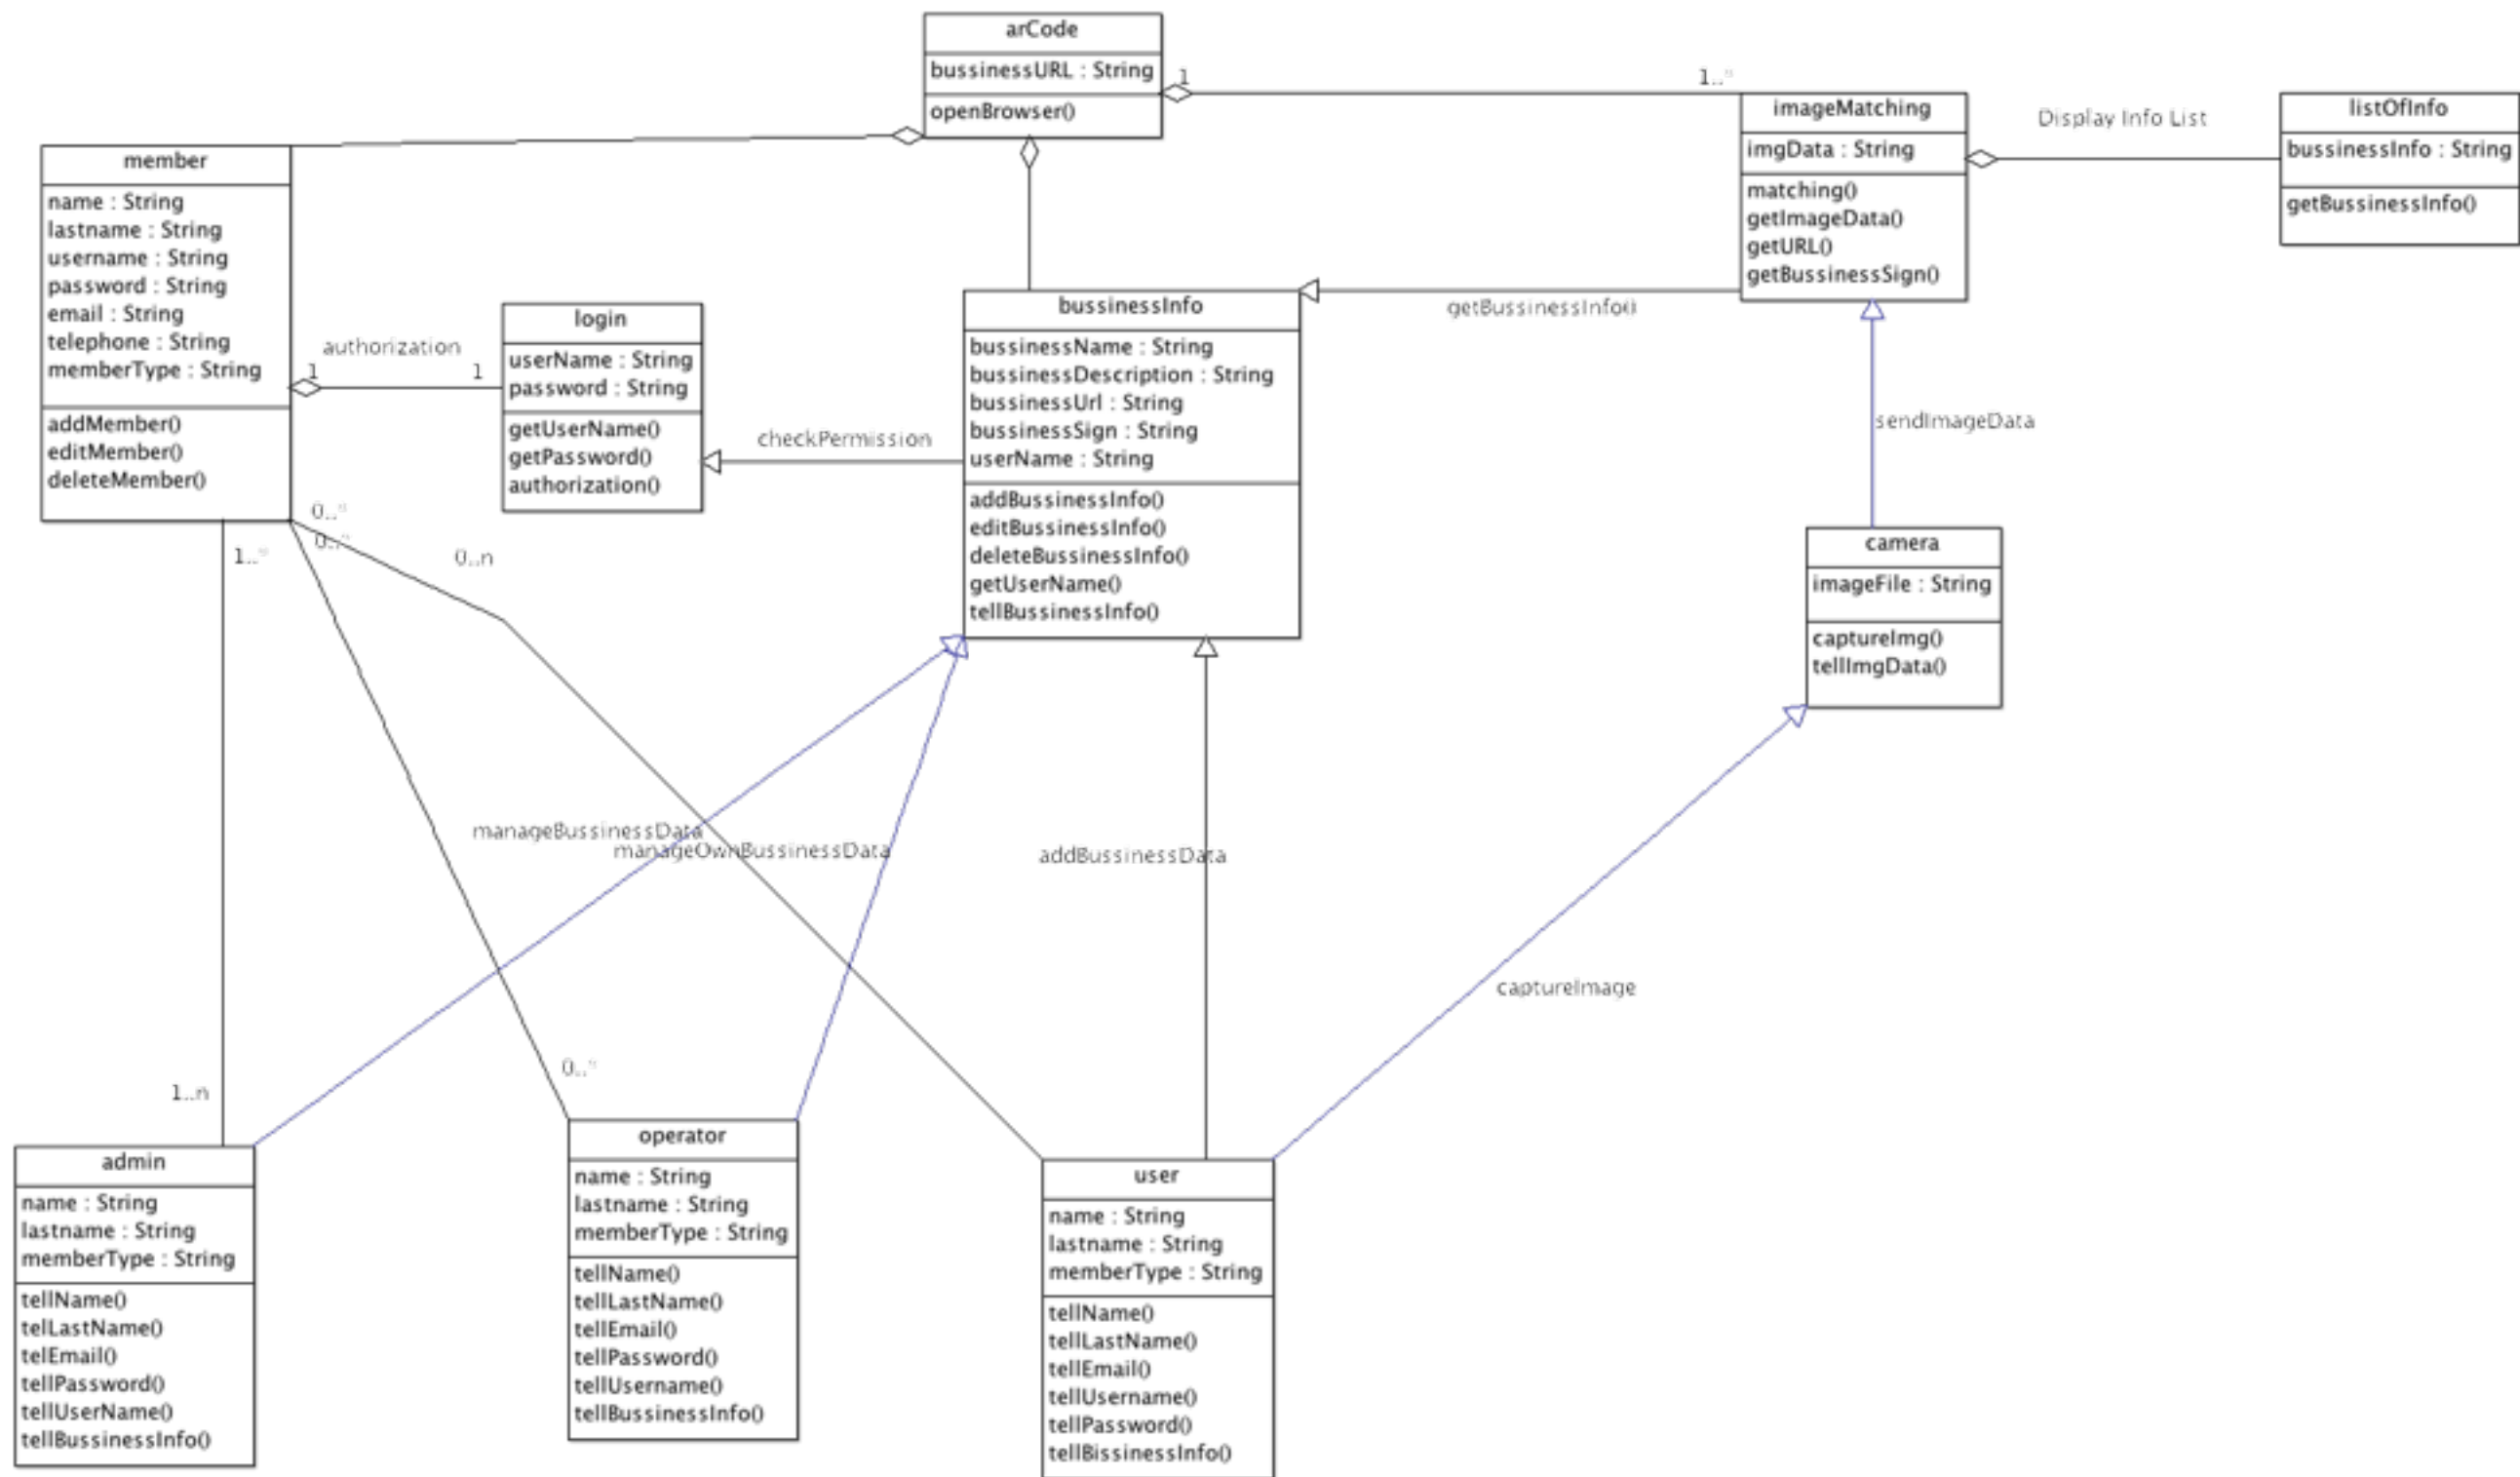 arCode
bussinessURL : String
openBrowser()
1
1..*
imageMatching
imgData : String
matching()
getImageData()
getURL()
getBussinessSign()
Display Info List
listOfInfo
bussinessInfo : String
getBussinessInfo()
member
name : String
lastname : String
username : String
password : String
email : String
telephone : String
memberType : String
addMember()
editMember()
deleteMember()
authorization
1
1
login
userName : String
password : String
getUserName()
getPassword()
authorization()
checkPermission
bussinessInfo
bussinessName : String
bussinessDescription : String
bussinessUrl : String
bussinessSign : String
userName : String
addBussinessInfo()
editBussinessInfo()
deleteBussinessInfo()
getUserName()
tellBussinessInfo()
getBussinessInfo()
sendImageData
camera
imageFile : String
captureImg()
tellImgData()
0..*
0..*
1..*
0..n
manageBussinessData
manageOwnBussinessData
addBussinessData
captureImage
0..*
1..n
admin
name : String
lastname : String
memberType : String
tellName()
telLastName()
telEmail()
tellPassword()
tellUserName()
tellBussinessInfo()
operator
name : String
lastname : String
memberType : String
tellName()
tellLastName()
tellEmail()
tellPassword()
tellUsername()
tellBussinessInfo()
user
name : String
lastname : String
memberType : String
tellName()
tellLastName()
tellEmail()
tellUsername()
tellPassword()
tellBissinessInfo()